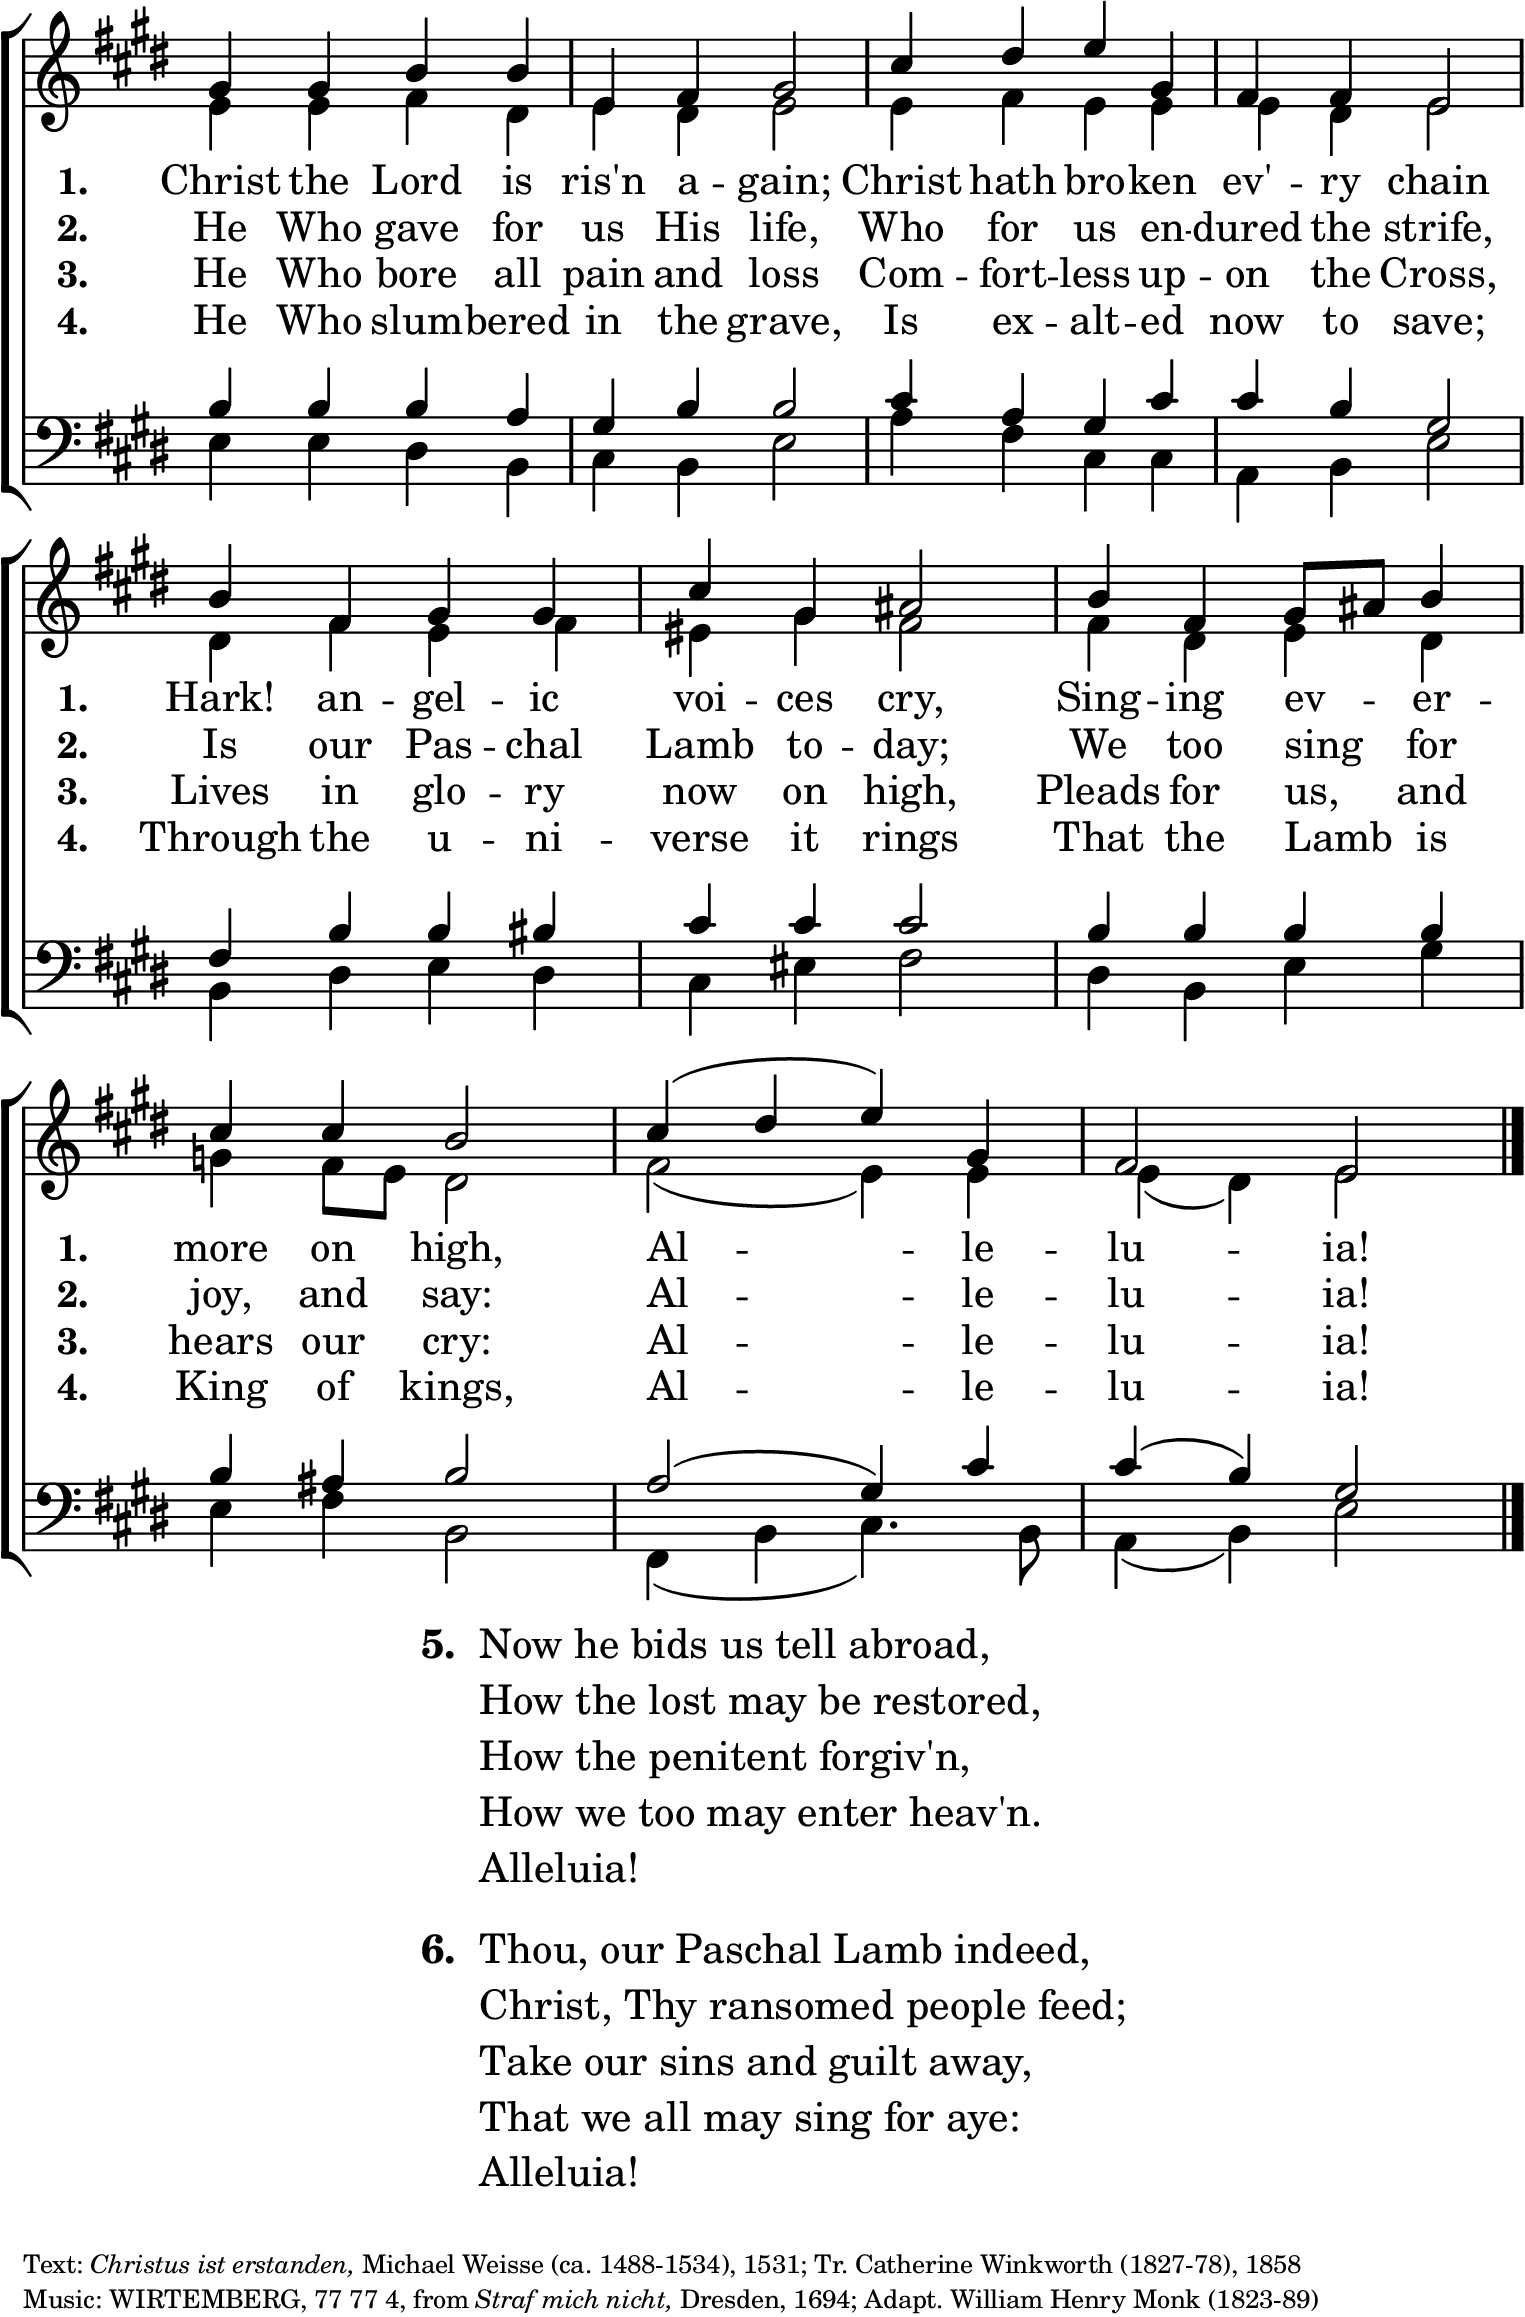 1. Christ the Lord is ris'n a -- gain; Christ hath broken ev' -- ry chain
2. He Who gave for us His life, Who for us en -- dured the strife,
3. He Who bore all pain and loss Com -- fort -- less up -- on the Cross,
4. He Who slumbered in the grave, Is ex -- alt -- ed now to save;
1. Hark! an -- gel -- ic voi -- ces cry, Sing -- ing ev -- er --
2. Is our Pas -- chal Lamb to -- day; We too sing for
3. Lives in glo -- ry now on high, Pleads for us, and
4. Through the u -- ni -- verse it rings That the Lamb is
1. more on high, Al -- -- le -- lu -- ia!
2. joy, and say: Al -- -- le -- lu -- ia!
3. hears our cry: Al -- -- le -- lu -- ia!
4. King of kings, Al -- -- le -- lu -- ia!
5. Now he bids us tell abroad,
How the lost may be restored,
How the penitent forgiv'n,
How we too may enter heav'n.
Alleluia!
6. Thou, our Paschal Lamb indeed,
Christ, Thy ransomed people feed;
Take our sins and guilt away,
That we all may sing for aye:
Alleluia!
Text: Christus ist erstanden, Michael Weisse (ca. 1488-1534), 1531; Tr. Catherine Winkworth (1827-78), 1858
Music: WIRTEMBERG, 77 77 4, from Straf mich nicht, Dresden, 1694; Adapt. William Henry Monk (1823-89)